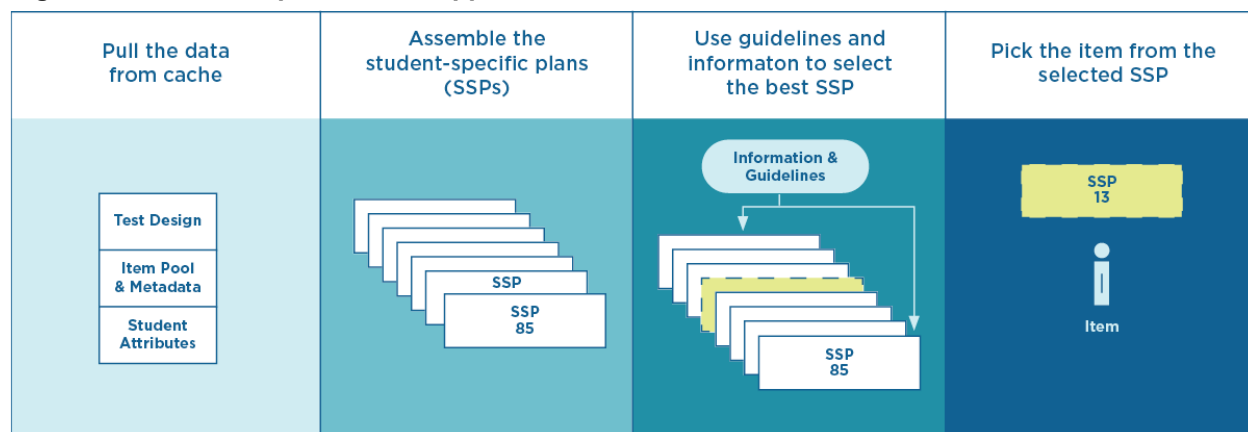 Pull the data
from cache
Assemble the
student-specific plans
(SSPs)
Use guidelines and
informaton to select
the best SSP
Pick the item from the
selected SSP
Test Design
Item Pool
& Metadata
Student
Attributes
SSP
SSP
85
Information &
Guidelines
SSP
85
SSP
13
Item